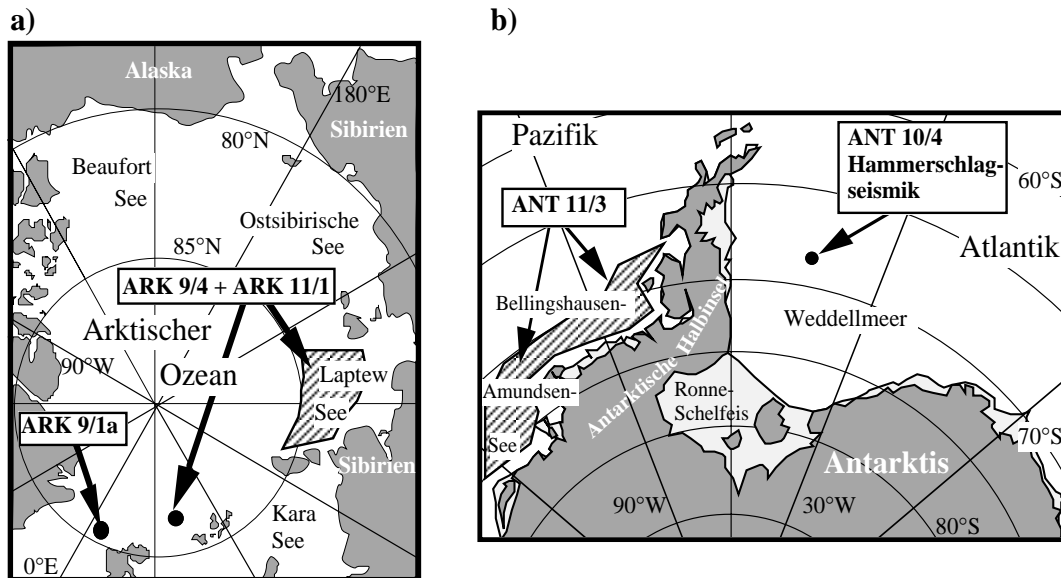 a)
Alaska
180°E
Sibirien
80°N
Beaufort
See
Ostsibirische
See
85°N
ARK 9/4 + ARK 11/1
Arktischer
Ozean
90°W
Laptew
See
ARK 9/1a
Sibirien
Kara
See
0°E
b)
Pazifik
ANT 10/4
Hammerschlag-
seismik
60°S
ANT 11/3
Atlantik
Bellingshausen-
Weddellmeer
Antarktische Halbinsel
Amundsen-
See
Ronne-
Schelfeis
70°S
Antarktis
90°W
30°W
80°S